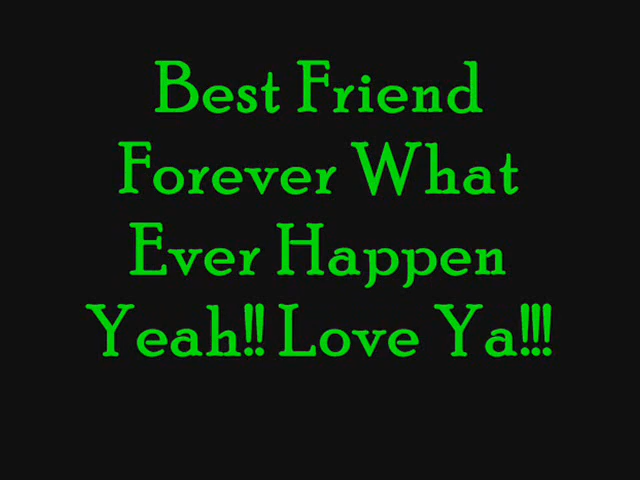 Best Friend
Forever What
Ever Happen
Yeah!! Love Ya!!!